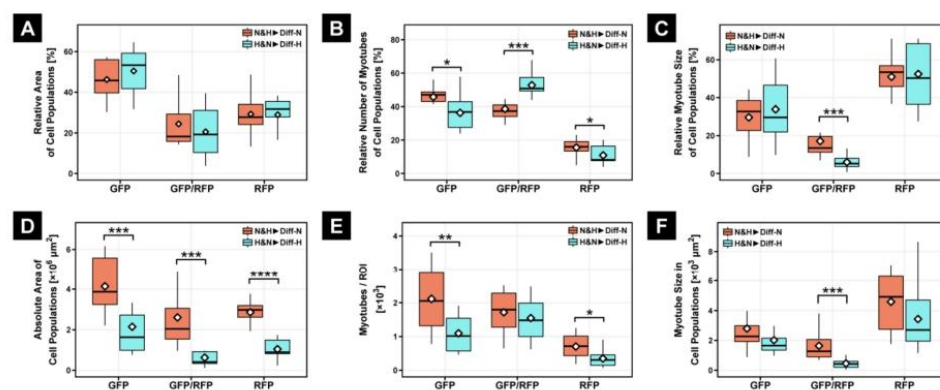 A
Relative Area
of Cell Populations [%]
N&H►Diff-N
H&N►Diff-H
60
40
20
0
GFP
GFP/RFP
RFP
B
Relative Number of Myotubes
of Cell Populations [%]
N&H►Diff-N
H&N►Diff-H
80
60
40
20
0
*
***
*
GFP
GFP/RFP
RFP
C
Relative Myotube Size
of Cell Populations [%]
N&H►Diff-N
H&N►Diff-H
60
40
20
0
***
GFP
GFP/RFP
RFP
D
Absolute Area of
Cell Populations [×10⁶ µm²]
N&H►Diff-N
H&N►Diff-H
6
4
2
0
***
***
****
GFP
GFP/RFP
RFP
E
Myotubes / ROI
[×10³]
N&H►Diff-N
H&N►Diff-H
4
3
2
1
0
**
*
GFP
GFP/RFP
RFP
F
Myotube Size in
Cell Populations [×10³ µm²]
N&H►Diff-N
H&N►Diff-H
10
8
6
4
2
0
***
GFP
GFP/RFP
RFP